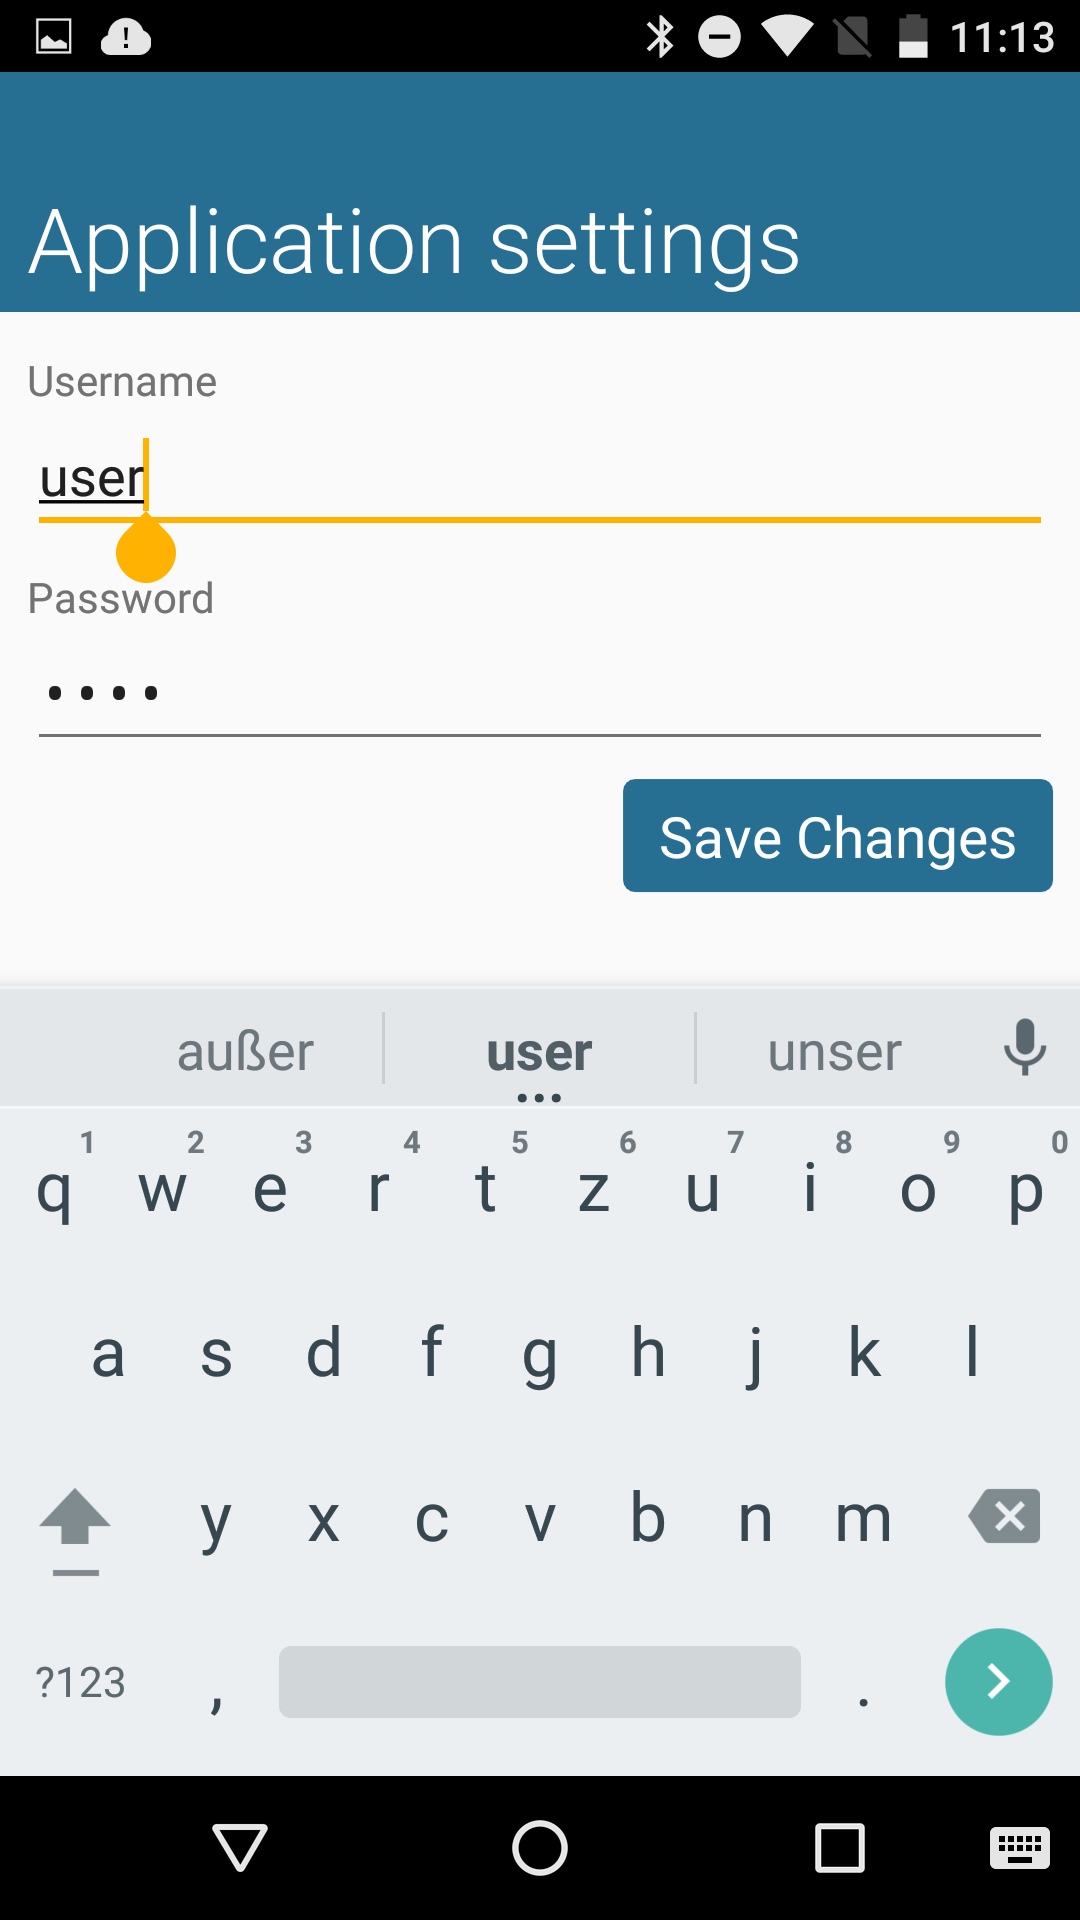 11:13
Application settings
Username
user
Password
••••
Save Changes
außer user unser
1 2 3 4 5 6 7 8 9 0
q w e r t z u i o p
a s d f g h j k l
y x c v b n m
?123 , .